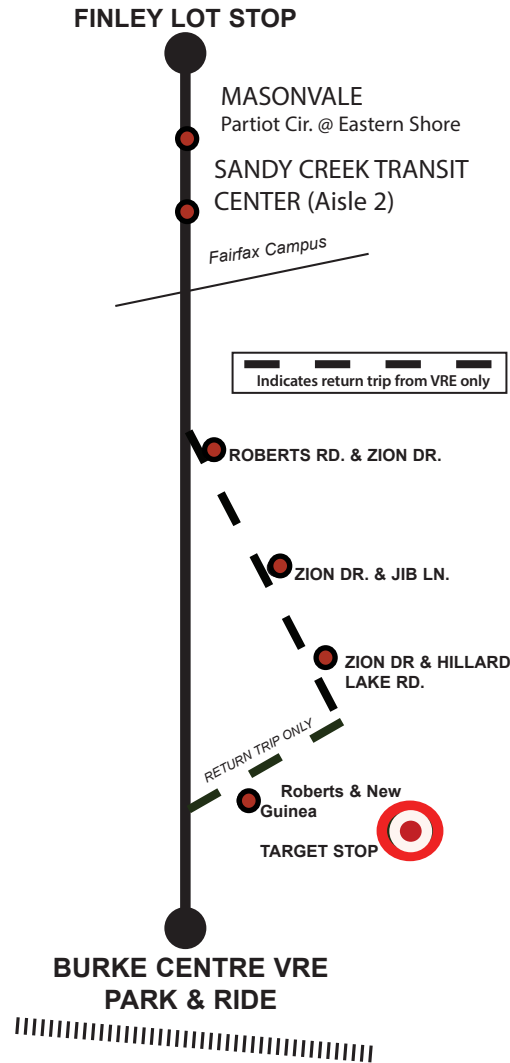 FINLEY LOT STOP
MASONVALE
Partiot Cir. @ Eastern Shore
SANDY CREEK TRANSIT
CENTER (Aisle 2)
Fairfax Campus
Indicates return trip from VRE only
ROBERTS RD. & ZION DR.
ZION DR. & JIB LN.
ZION DR & HILLARD
LAKE RD.
RETURN TRIP ONLY
Roberts & New
Guinea
TARGET STOP
BURKE CENTRE VRE
PARK & RIDE